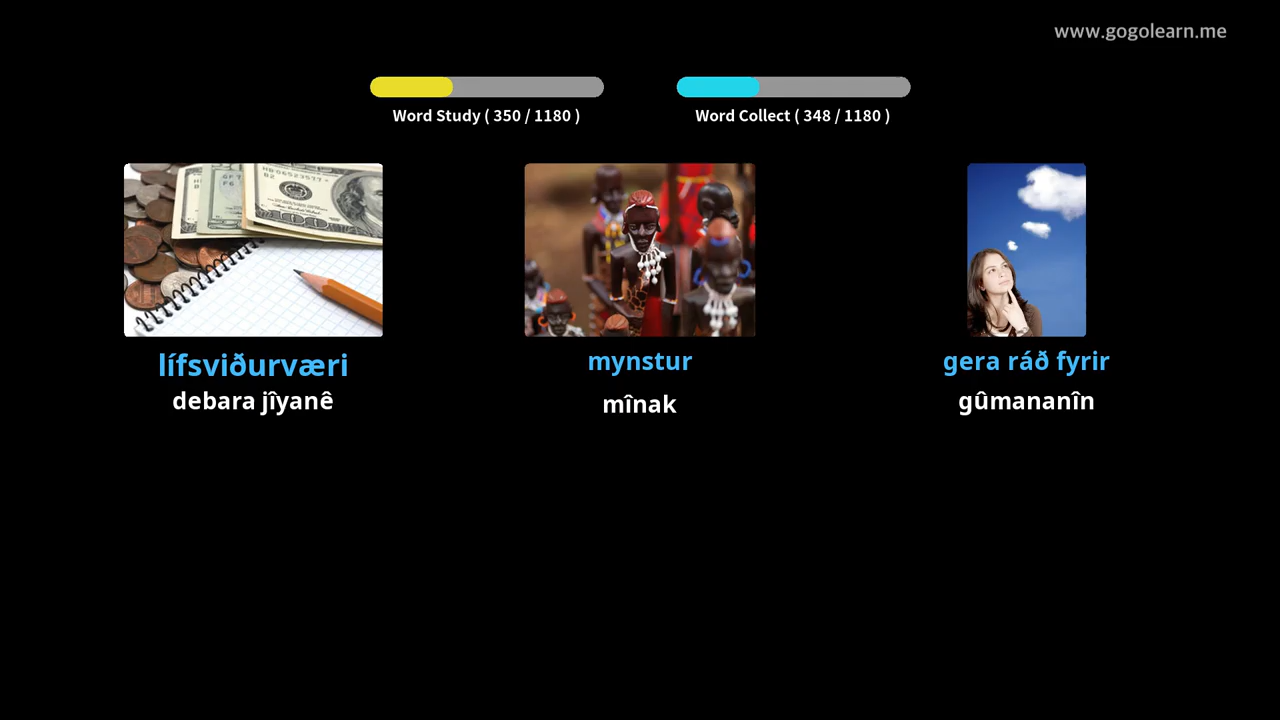 www.gogolearn.me
Word Study ( 350 / 1180 )
Word Collect ( 348 / 1180 )
lífsviðurværi
debara jîyanê
mynstur
mînak
gera ráð fyrir
gûmananîn